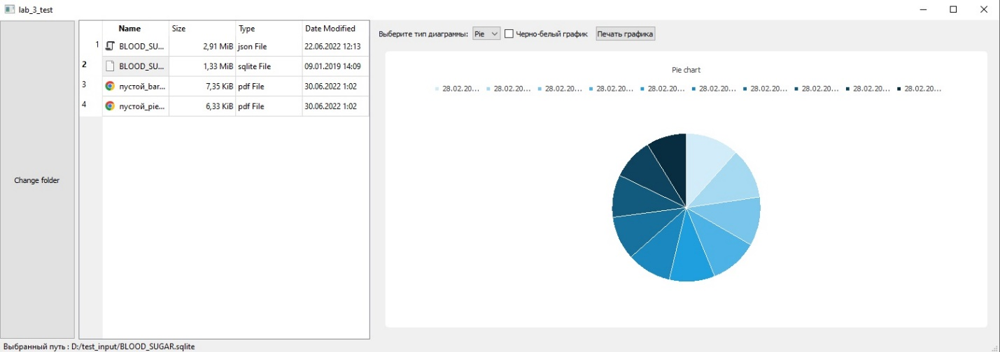 lab_3_test
Change folder
Name Size Type Date Modified
1 BLOOD_SU... 2,91 MiB json File 22.06.2022 12:13
2 BLOOD_SU... 1,33 MiB sqlite File 09.01.2019 14:09
3 пустой_bar... 7,35 KiB pdf File 30.06.2022 1:02
4 пустой_pie... 6,33 KiB pdf File 30.06.2022 1:02
Выберите тип диаграммы: Pie Черно-белый график Печать графика
Pie chart
28.02.20... 28.02.20... 28.02.20... 28.02.20... 28.02.20... 28.02.20... 28.02.20... 28.02.20... 28.02.20... 28.02.20...
Выбранный путь : D:/test_input/BLOOD_SUGAR.sqlite